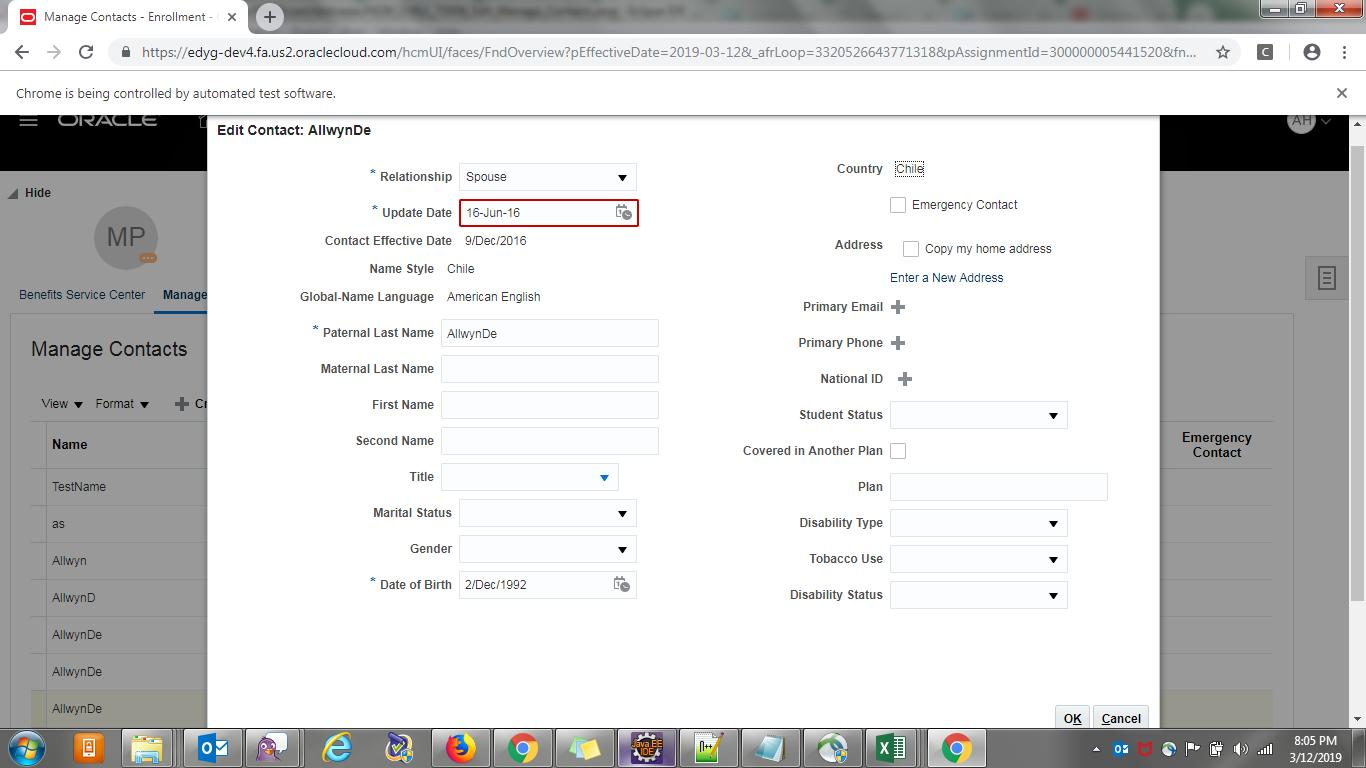 Manage Contacts - Enrollment -
https://edyg-dev4.fa.us2.oraclecloud.com/hcmUI/faces/FndOverview?pEffectiveDate=2019-03-12&_afrLoop=3320526643771318&pAssignmentId=300000005441520&fn...
Chrome is being controlled by automated test software.
ORACLE
AH
Hide
MP
Benefits Service Center
Manage
Manage Contacts
View
Format
Name
TestName
as
Allwyn
AllwynD
AllwynDe
AllwynDe
AllwynDe
Edit Contact: AllwynDe
* Relationship Spouse
* Update Date 16-Jun-16
Contact Effective Date 9/Dec/2016
Name Style Chile
Global-Name Language American English
* Paternal Last Name AllwynDe
Maternal Last Name
First Name
Second Name
Title
Marital Status
Gender
* Date of Birth 2/Dec/1992
Country Chile
Emergency Contact
Address Copy my home address
Enter a New Address
Primary Email
Primary Phone
National ID
Student Status
Covered in Another Plan
Plan
Disability Type
Tobacco Use
Disability Status
OK Cancel
Emergency
Contact
Java EE
IDE
8:05 PM
3/12/2019